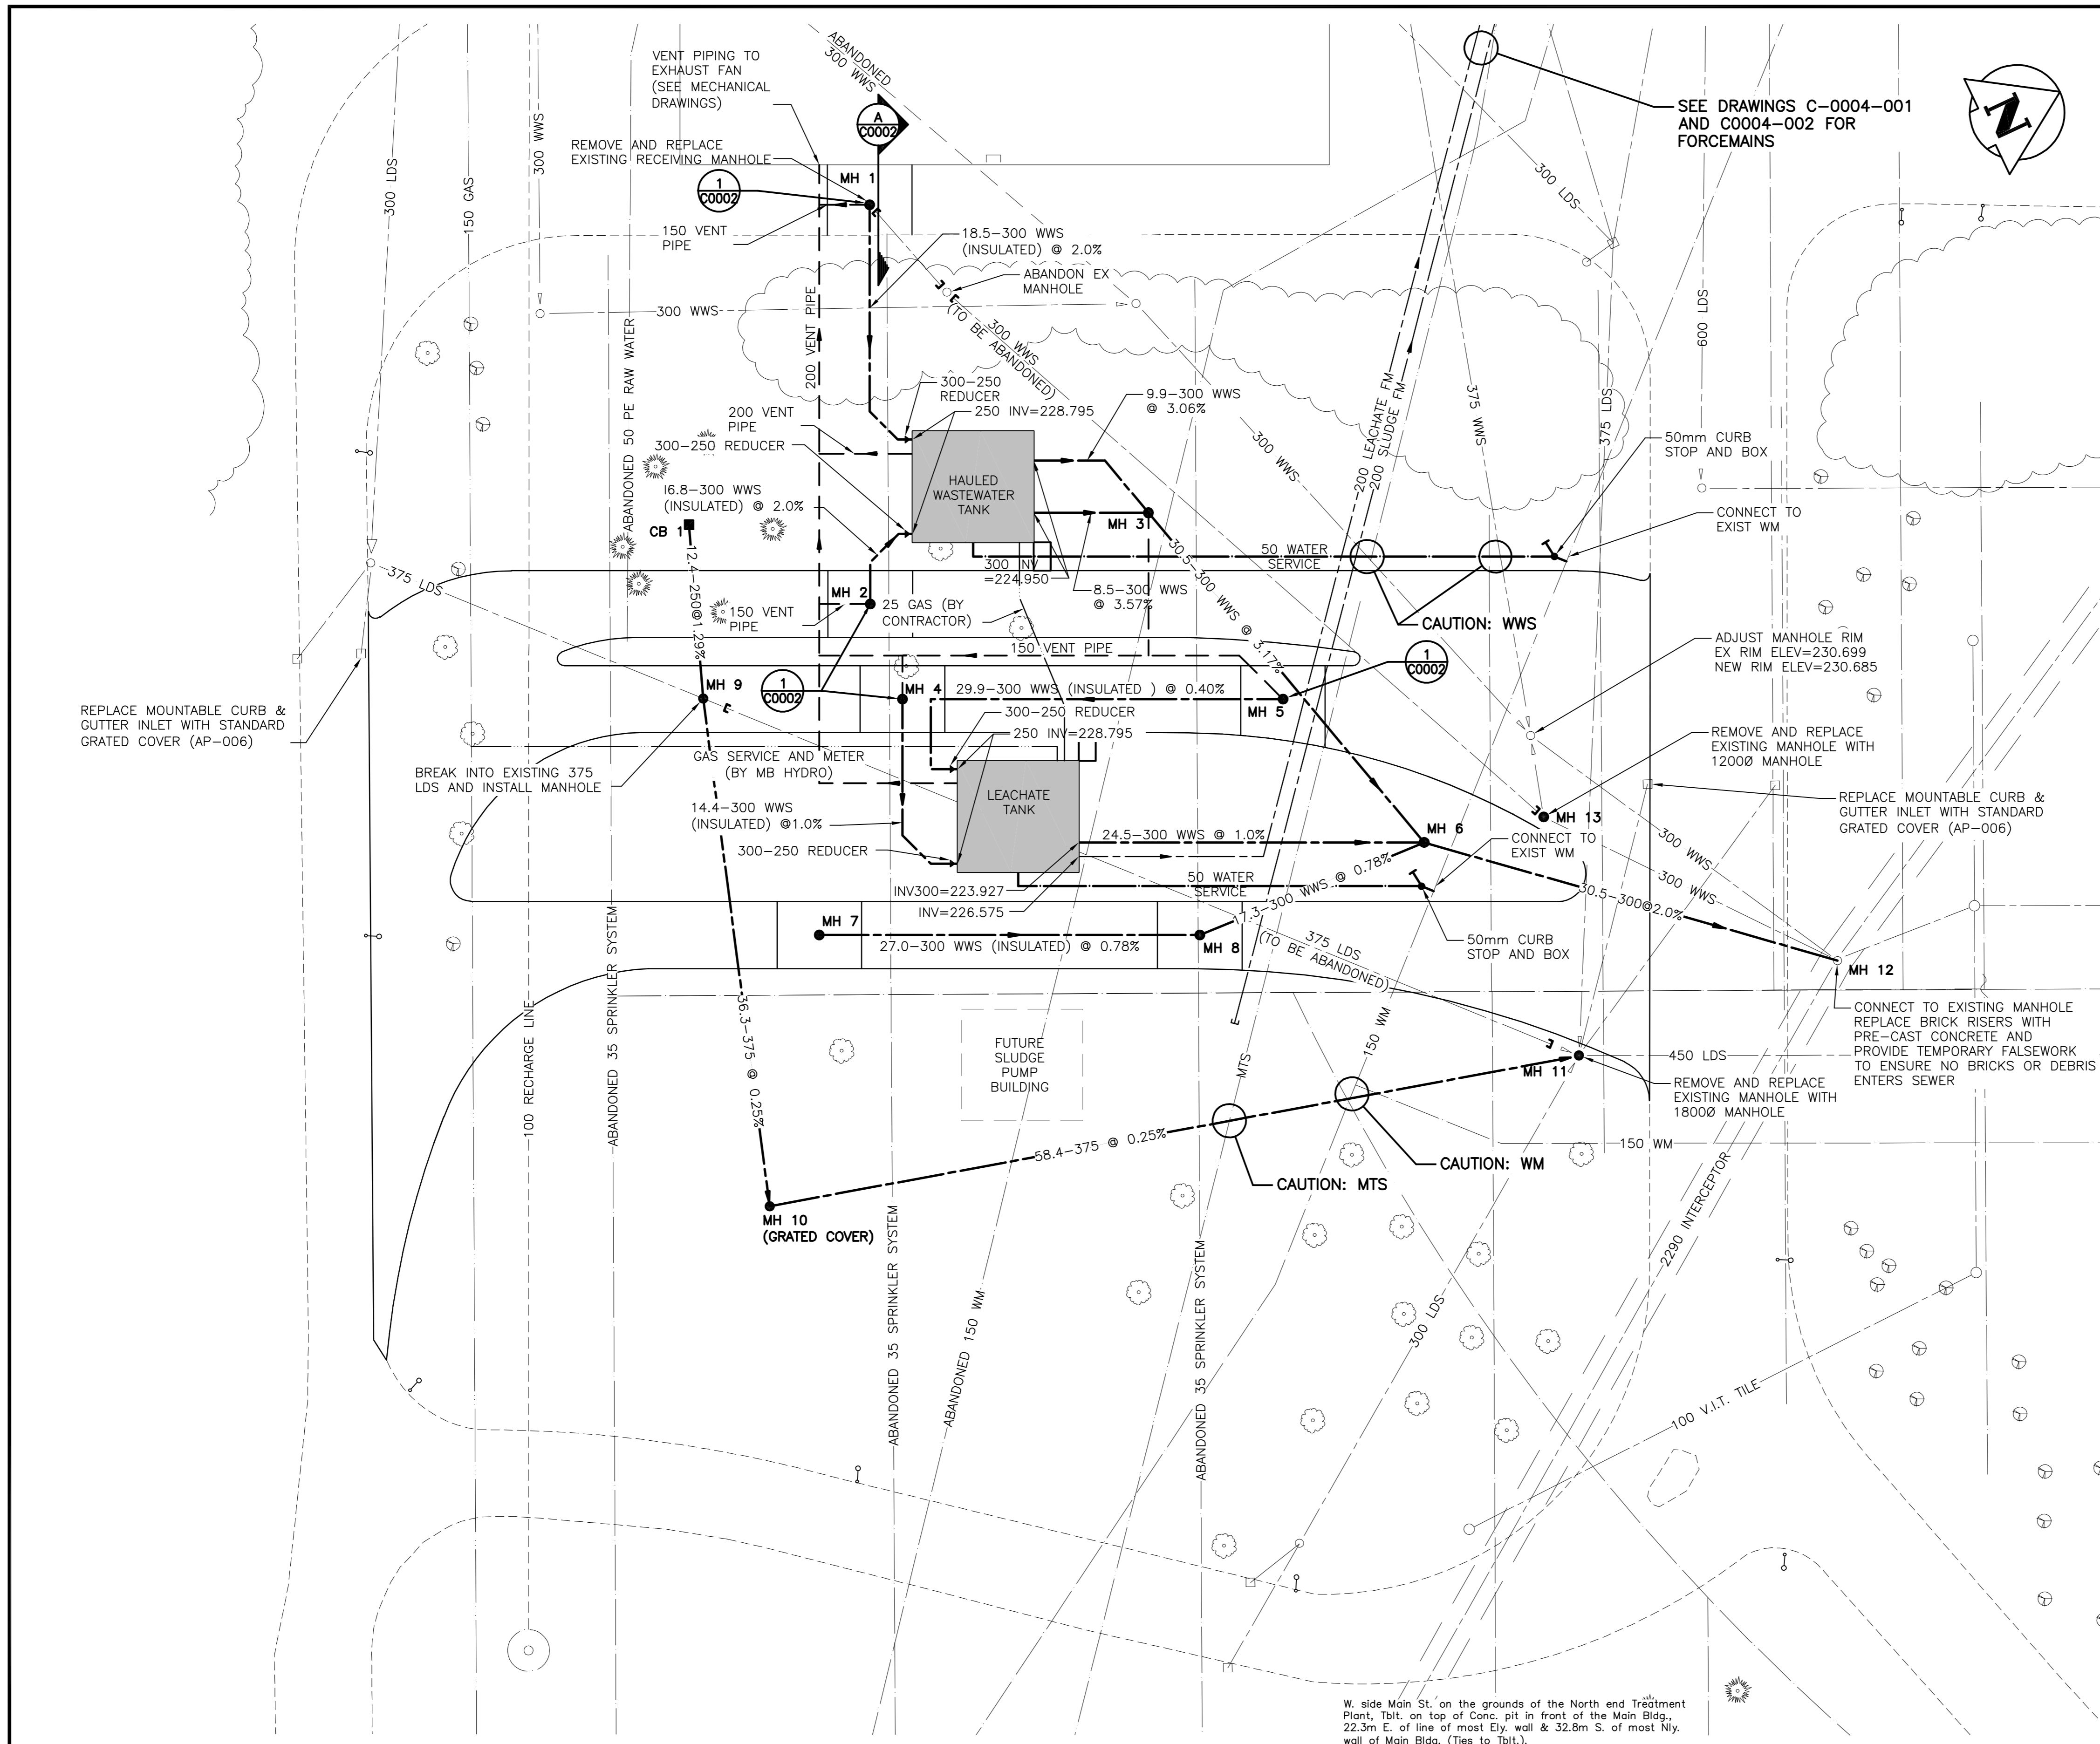 VENT PIPING TO
EXHAUST FAN
(SEE MECHANICAL
DRAWINGS)
ABANDONED
300 WWS
A
C0002
SEE DRAWINGS C-0004-001
AND C0004-002 FOR
FORCEMAINS
N
REMOVE AND REPLACE
EXISTING RECEIVING MANHOLE
MH 1
1
C0002
150 VENT
PIPE
300 LDS
150 GAS
300 WWS
18.5-300 WWS
(INSULATED) @ 2.0%
ABANDON EX
MANHOLE
300 LDS
300 WWS
300 WWS
(TO BE ABANDONED)
200 VENT PIPE
ABANDONED 50 PE RAW WATER
600 LDS
300-250
REDUCER
250 INV=228.795
9.9-300 WWS
@ 3.06%
200 VENT
PIPE
300-250 REDUCER
375 WWS
375 LDS
300 WWS
200 LEACHATE FM
200 SLUDGE FM
50mm CURB
STOP AND BOX
HAULED
WASTEWATER
TANK
16.8-300 WWS
(INSULATED) @ 2.0%
CONNECT TO
EXIST WM
CB 1
MH 3
50 WATER
SERVICE
12.4-250@1.29%
30.5-300 WWS @ 3.17%
300 INV
=224.950
8.5-300 WWS
@ 3.57%
375 LDS
MH 2
25 GAS (BY
CONTRACTOR)
150 VENT
PIPE
CAUTION: WWS
ADJUST MANHOLE RIM
EX RIM ELEV=230.699
NEW RIM ELEV=230.685
150 VENT PIPE
1
C0002
1
C0002
MH 9
MH 4
29.9-300 WWS (INSULATED ) @ 0.40%
MH 5
REPLACE MOUNTABLE CURB &
GUTTER INLET WITH STANDARD
GRATED COVER (AP-006)
300-250 REDUCER
250 INV=228.795
REMOVE AND REPLACE
EXISTING MANHOLE WITH
1200Ø MANHOLE
GAS SERVICE AND METER
(BY MB HYDRO)
BREAK INTO EXISTING 375
LDS AND INSTALL MANHOLE
LEACHATE
TANK
REPLACE MOUNTABLE CURB &
GUTTER INLET WITH STANDARD
GRATED COVER (AP-006)
14.4-300 WWS
(INSULATED) @1.0%
MH 13
24.5-300 WWS @ 1.0%
MH 6
CONNECT TO
EXIST WM
300 WWS
300-250 REDUCER
300 WWS
50 WATER
SERVICE
17.3-300 WWS @ 0.78%
30.5-300@2.0%
INV300=223.927
INV=226.575
MH 7
27.0-300 WWS (INSULATED) @ 0.78%
MH 8
50mm CURB
STOP AND BOX
375 LDS
(TO BE ABANDONED)
MH 12
100 RECHARGE LINE
ABANDONED 35 SPRINKLER SYSTEM
36.3-375 @ 0.25%
CONNECT TO EXISTING MANHOLE
REPLACE BRICK RISERS WITH
PRE-CAST CONCRETE AND
PROVIDE TEMPORARY FALSEWORK
TO ENSURE NO BRICKS OR DEBRIS
ENTERS SEWER
FUTURE
SLUDGE
PUMP
BUILDING
MTS
150 WM
450 LDS
MH 11
REMOVE AND REPLACE
EXISTING MANHOLE WITH
1800Ø MANHOLE
58.4-375 @ 0.25%
150 WM
CAUTION: WM
CAUTION: MTS
MH 10
(GRATED COVER)
2290 INTERCEPTOR
ABANDONED 35 SPRINKLER SYSTEM
ABANDONED 150 WM
ABANDONED 35 SPRINKLER SYSTEM
300 LDS
100 V.I.T. TILE
W. side Main St. on the grounds of the North end Treatment
Plant, Tblt. on top of Conc. pit in front of the Main Bldg.,
22.3m E. of line of most Ely. wall & 32.8m S. of most Nly.
wall of Main Bldg. (Ties to Tblt.).